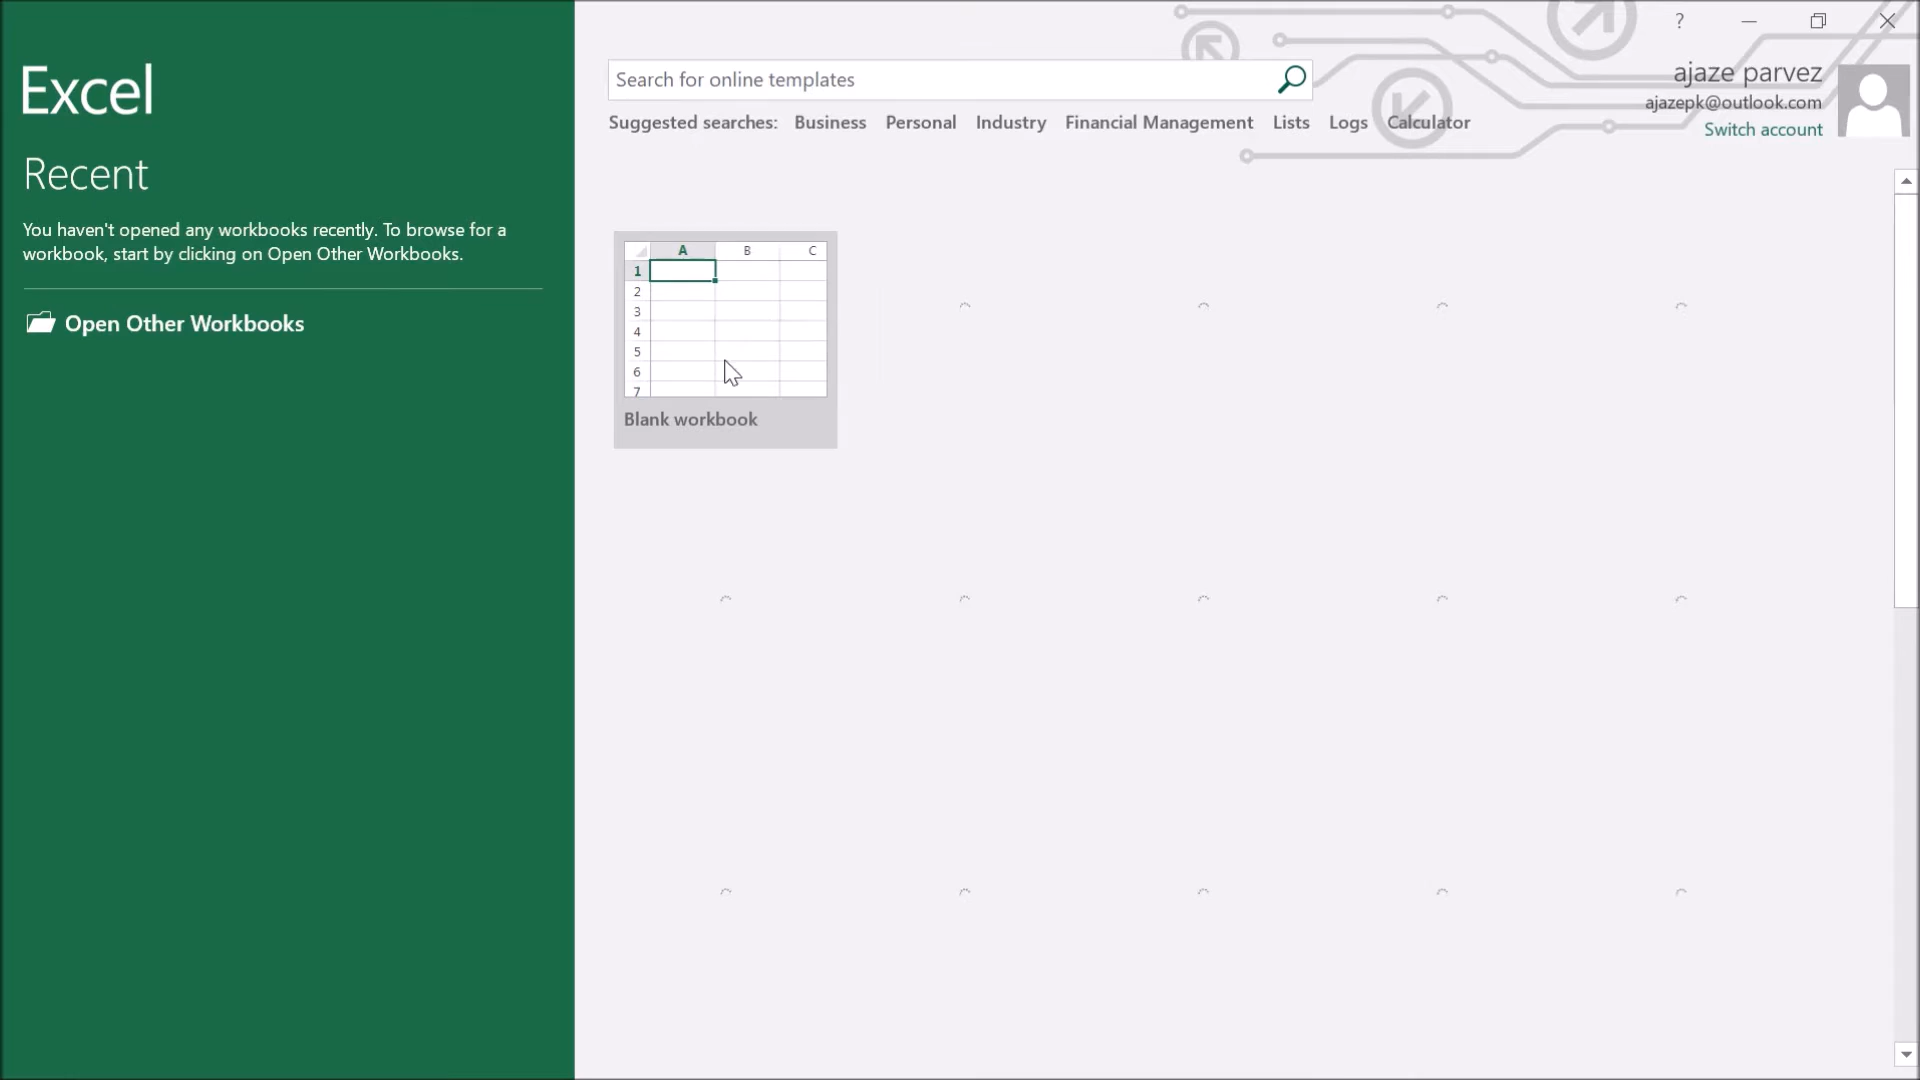 Excel
Recent
You haven't opened any workbooks recently. To browse for a
workbook, start by clicking on Open Other Workbooks.
Open Other Workbooks
?
Search for online templates
Suggested searches: Business Personal Industry Financial Management Lists Logs Calculator
ajaze parvez
ajazepk@outlook.com
Switch account
A B C
1
2
3
4
5
6
7
Blank workbook